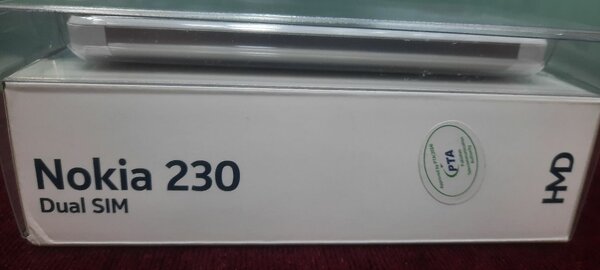 Nokia 230
Dual SIM
PTA
HMD